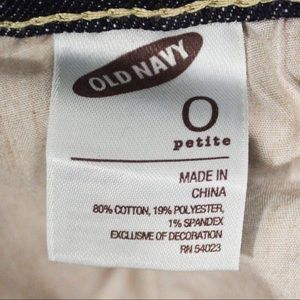 OLD NAVY
0
petite
MADE IN
CHINA
80% COTTON, 19% POLYESTER,
1% SPANDEX
EXCLUSIVE OF DECORATION
RN 54023